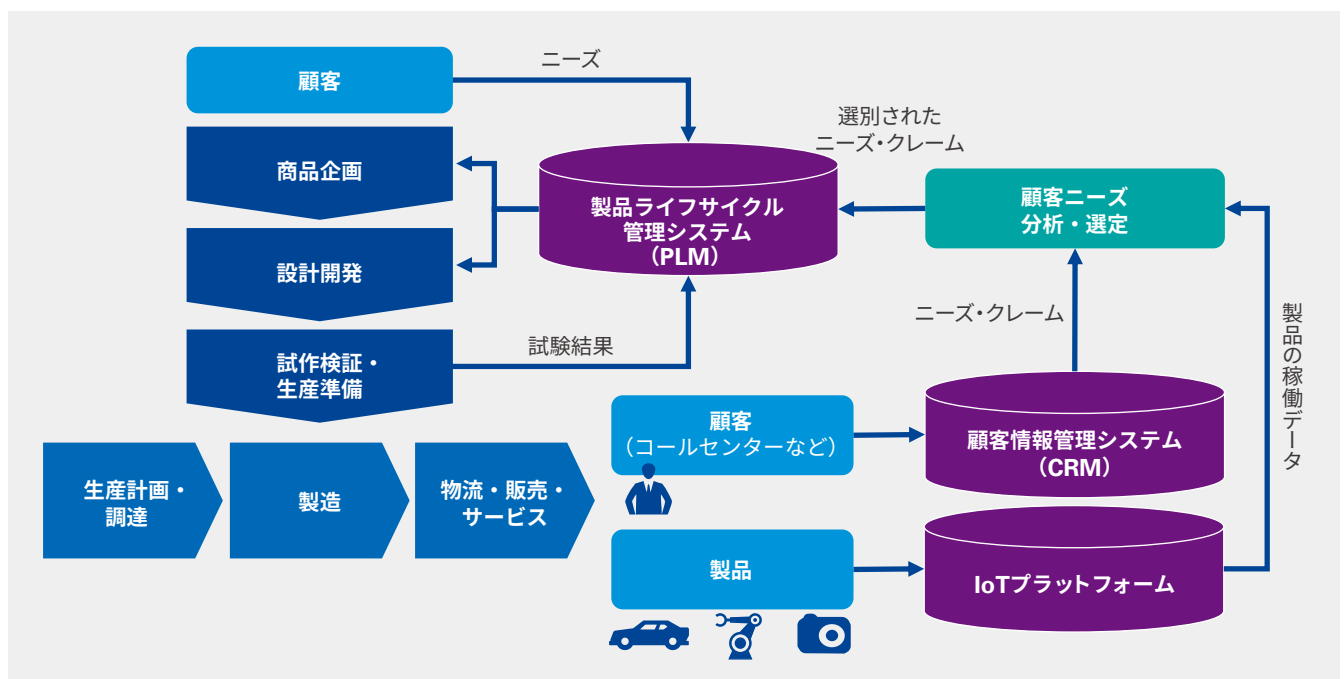 顧客
ニーズ
商品企画
設計開発
試作検証・
生産準備
試験結果
製品ライフサイクル
管理システム
（PLM）
選別された
ニーズ・クレーム
顧客ニーズ
分析・選定
ニーズ・クレーム
製品の稼働データ
顧客
（コールセンターなど）
顧客情報管理システム
（CRM）
生産計画・
調達
製造
物流・販売・
サービス
製品
IoTプラットフォーム